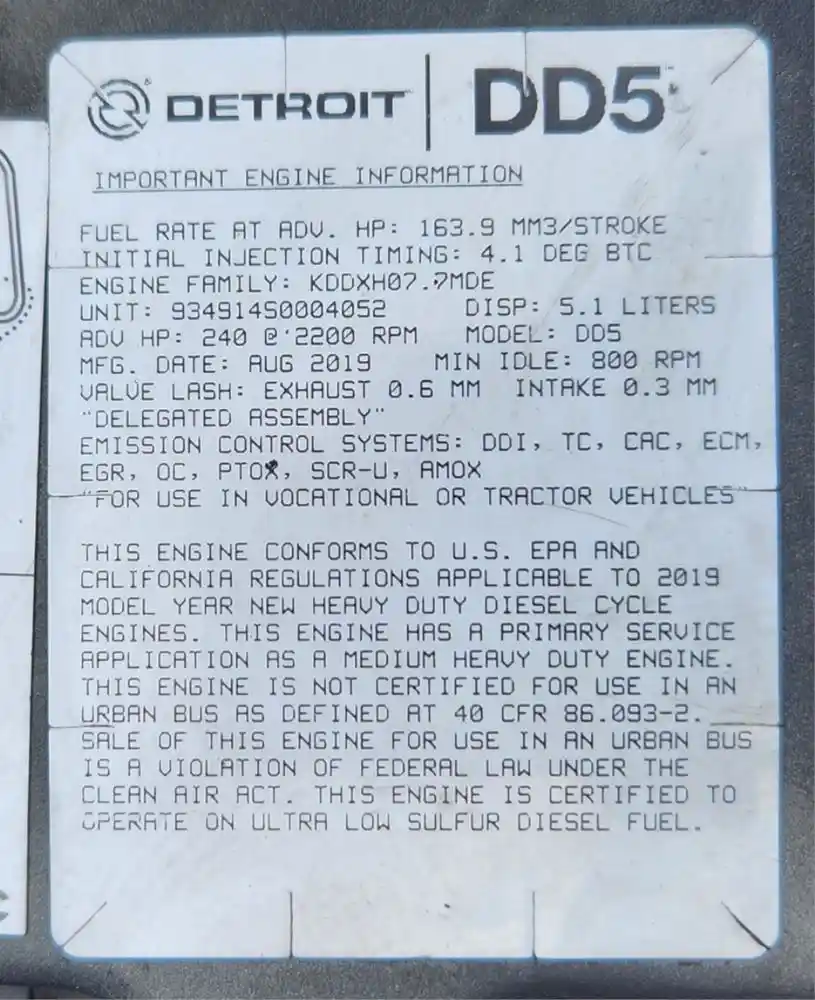 DETROIT DD5
IMPORTANT ENGINE INFORMATION
FUEL RATE AT ADV. HP: 163.9 MM3/STROKE
INITIAL INJECTION TIMING: 4.1 DEG BTC
ENGINE FAMILY: KDDXH07.7MDE
UNIT: 934914S0004052 DISP: 5.1 LITERS
ADV HP: 240 @ 2200 RPM MODEL: DD5
MFG. DATE: AUG 2019 MIN IDLE: 800 RPM
VALVE LASH: EXHAUST 0.6 MM INTAKE 0.3 MM
"DELEGATED ASSEMBLY"
EMISSION CONTROL SYSTEMS: DDI, TC, CAC, ECM,
EGR, OC, PTOX, SCR-U, AMOX
"FOR USE IN VOCATIONAL OR TRACTOR VEHICLES"
THIS ENGINE CONFORMS TO U.S. EPA AND
CALIFORNIA REGULATIONS APPLICABLE TO 2019
MODEL YEAR NEW HEAVY DUTY DIESEL CYCLE
ENGINES. THIS ENGINE HAS A PRIMARY SERVICE
APPLICATION AS A MEDIUM HEAVY DUTY ENGINE.
THIS ENGINE IS NOT CERTIFIED FOR USE IN AN
URBAN BUS AS DEFINED AT 40 CFR 86.093-2.
SALE OF THIS ENGINE FOR USE IN AN URBAN BUS
IS A VIOLATION OF FEDERAL LAW UNDER THE
CLEAN AIR ACT. THIS ENGINE IS CERTIFIED TO
OPERATE ON ULTRA LOW SULFUR DIESEL FUEL.